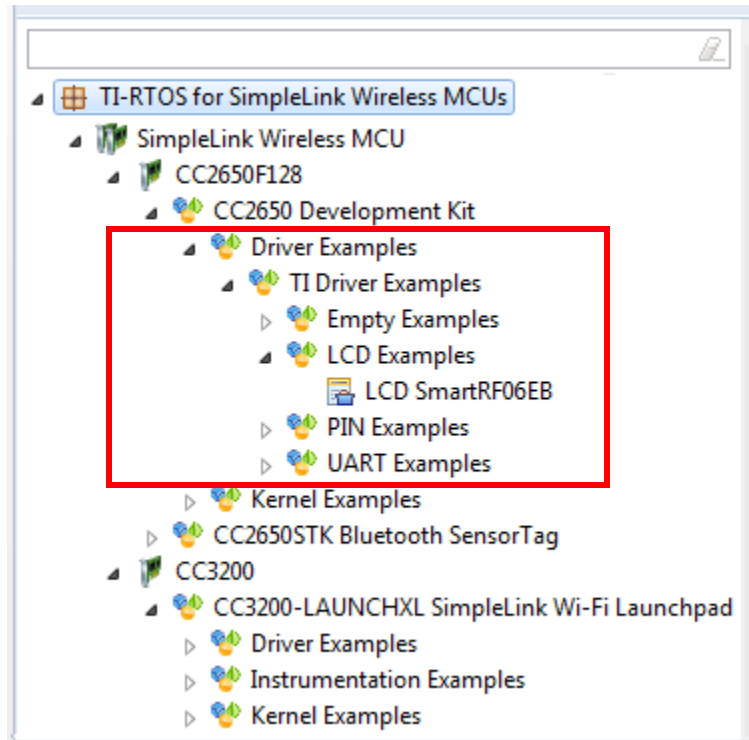 TI-RTOS for SimpleLink Wireless MCUs
SimpleLink Wireless MCU
CC2650F128
CC2650 Development Kit
Driver Examples
TI Driver Examples
Empty Examples
LCD Examples
LCD SmartRF06EB
PIN Examples
UART Examples
Kernel Examples
CC2650STK Bluetooth SensorTag
CC3200
CC3200-LAUNCHXL SimpleLink Wi-Fi Launchpad
Driver Examples
Instrumentation Examples
Kernel Examples